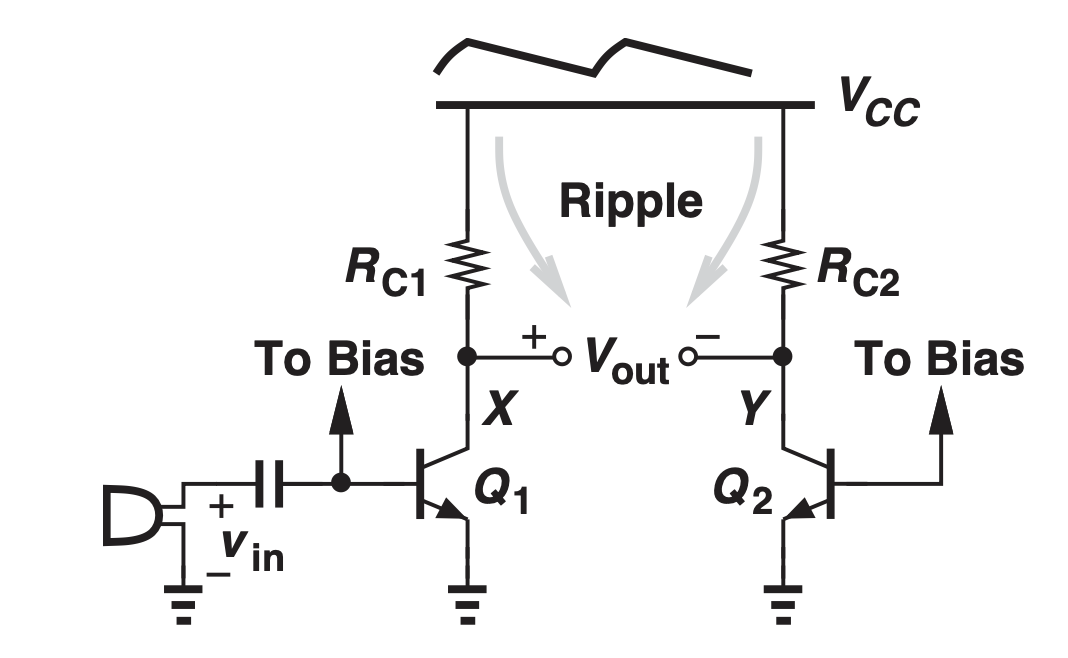 V_CC
Ripple
R_C1
R_C2
To Bias
+ V_out −
To Bias
X
Y
Q_1
Q_2
+
v_in
−